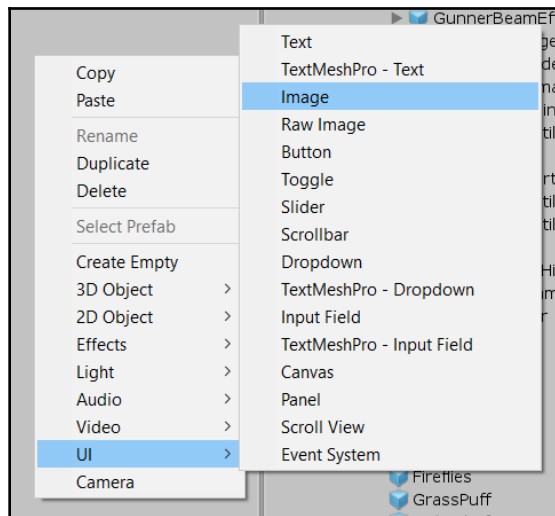 GunnerBeamEf
Copy
Paste
Rename
Duplicate
Delete
Select Prefab
Create Empty
3D Object
2D Object
Effects
Light
Audio
Video
UI
Camera
Text
TextMeshPro - Text
Image
Raw Image
Button
Toggle
Slider
Scrollbar
Dropdown
TextMeshPro - Dropdown
Input Field
TextMeshPro - Input Field
Canvas
Panel
Scroll View
Event System
Fireflies
GrassPuff